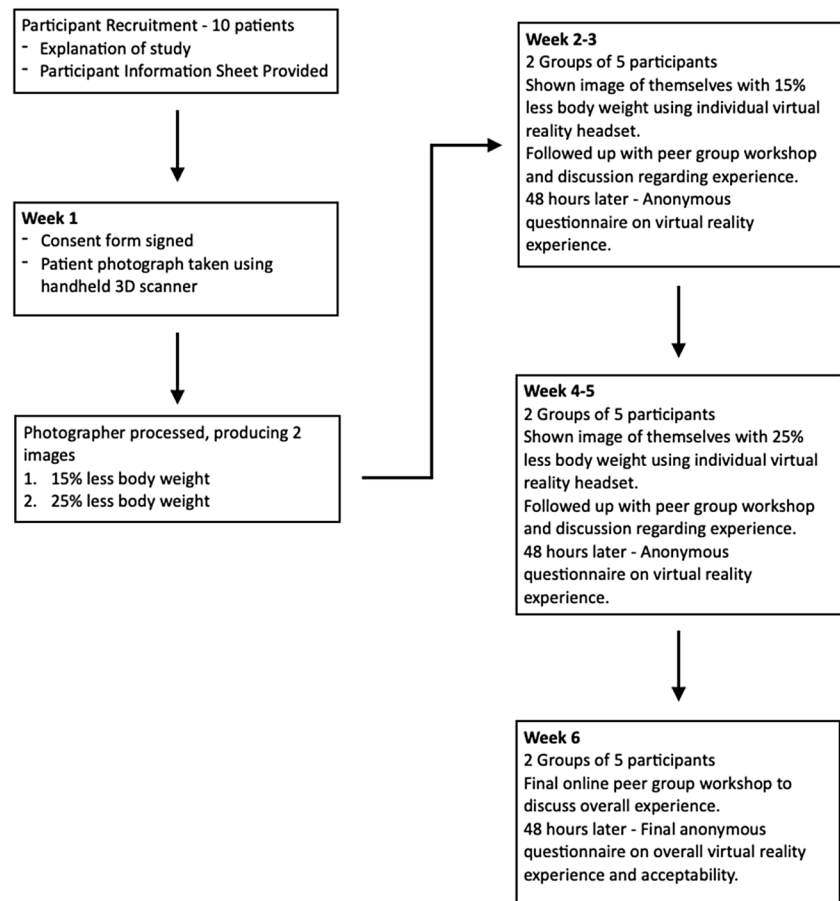 Participant Recruitment - 10 patients
- Explanation of study
- Participant Information Sheet Provided
Week 1
- Consent form signed
- Patient photograph taken using
handheld 3D scanner
Photographer processed, producing 2
images
1. 15% less body weight
2. 25% less body weight
Week 2-3
2 Groups of 5 participants
Shown image of themselves with 15%
less body weight using individual virtual
reality headset.
Followed up with peer group workshop
and discussion regarding experience.
48 hours later - Anonymous
questionnaire on virtual reality
experience.
Week 4-5
2 Groups of 5 participants
Shown image of themselves with 25%
less body weight using individual virtual
reality headset.
Followed up with peer group workshop
and discussion regarding experience.
48 hours later - Anonymous
questionnaire on virtual reality
experience.
Week 6
2 Groups of 5 participants
Final online peer group workshop to
discuss overall experience.
48 hours later - Final anonymous
questionnaire on overall virtual reality
experience and acceptability.